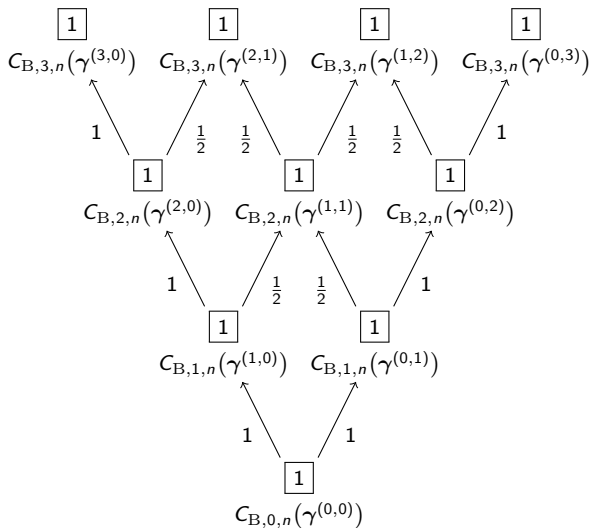 1 1 1 1
C_{B,3,n}(γ^{(3,0)}) C_{B,3,n}(γ^{(2,1)}) C_{B,3,n}(γ^{(1,2)}) C_{B,3,n}(γ^{(0,3)})
1 1/2 1/2 1/2 1/2 1
1 1 1
C_{B,2,n}(γ^{(2,0)}) C_{B,2,n}(γ^{(1,1)}) C_{B,2,n}(γ^{(0,2)})
1 1/2 1/2 1
1 1
C_{B,1,n}(γ^{(1,0)}) C_{B,1,n}(γ^{(0,1)})
1 1
1
C_{B,0,n}(γ^{(0,0)})